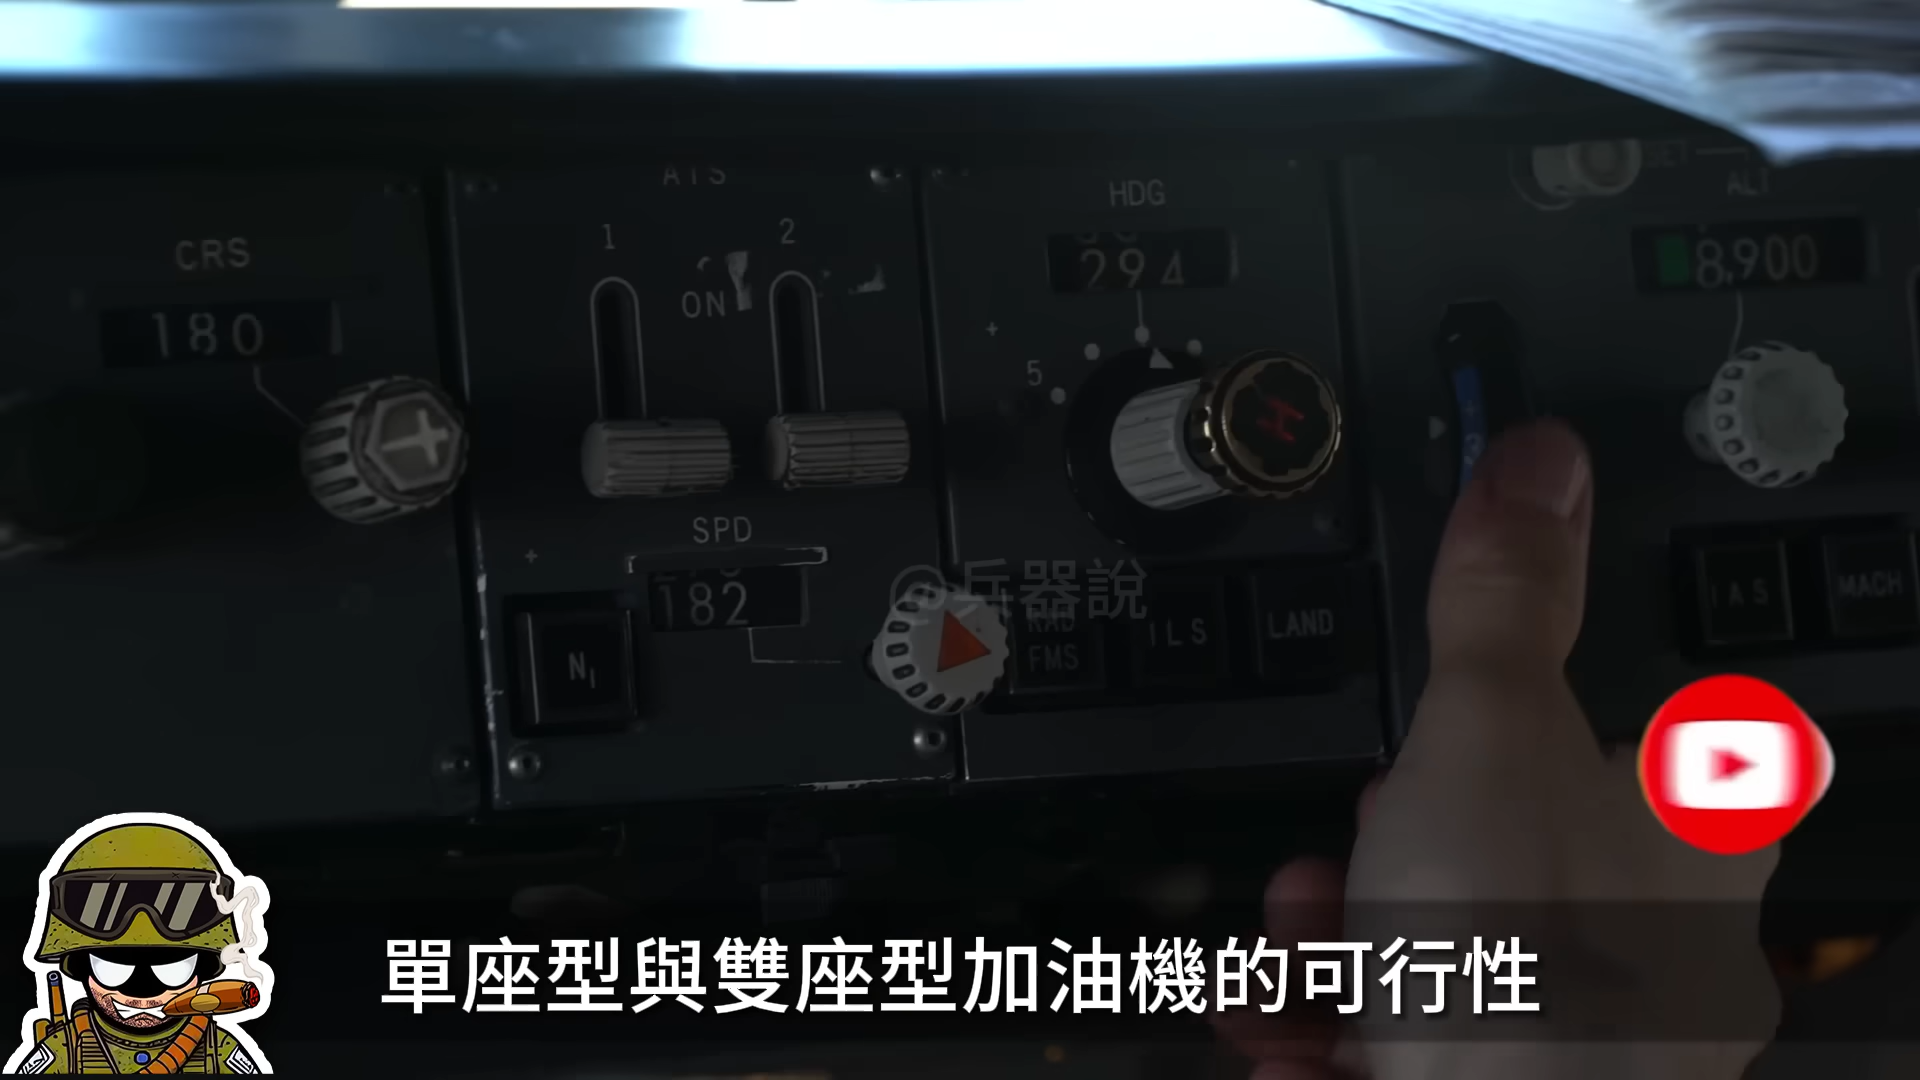 ATS
HDG
ALT
CRS
1
2
ON
294
8,900
180
5
SPD
182
@兵器說
RAD
FMS
ILS
LAND
IAS
MACH
N1
單座型與雙座型加油機的可行性